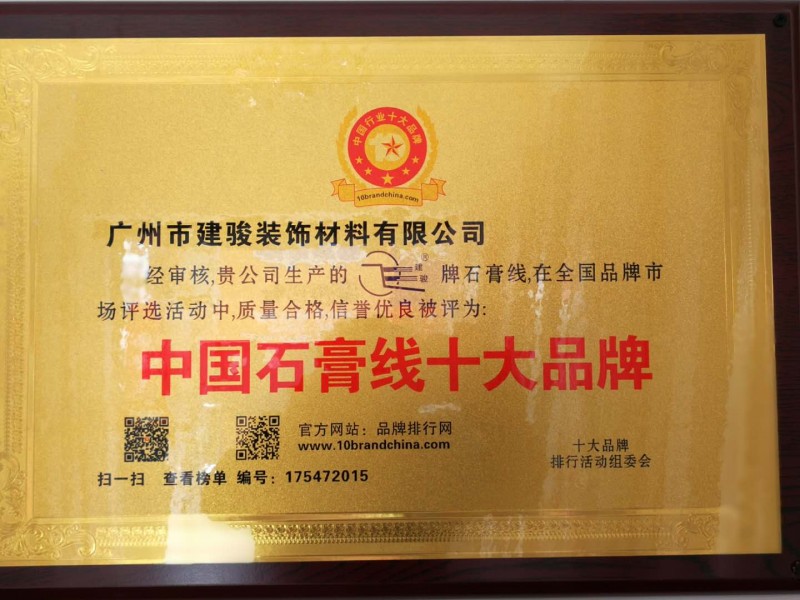 中国行业十大品牌
10
10brandchina.com
广州市建骏装饰材料有限公司
经审核,贵公司生产的 建骏® 牌石膏线,在全国品牌市
场评选活动中,质量合格,信誉优良被评为:
中国石膏线十大品牌
官方网站：品牌排行网
www.10brandchina.com
扫一扫 查看榜单 编号：175472015
十大品牌
排行活动组委会